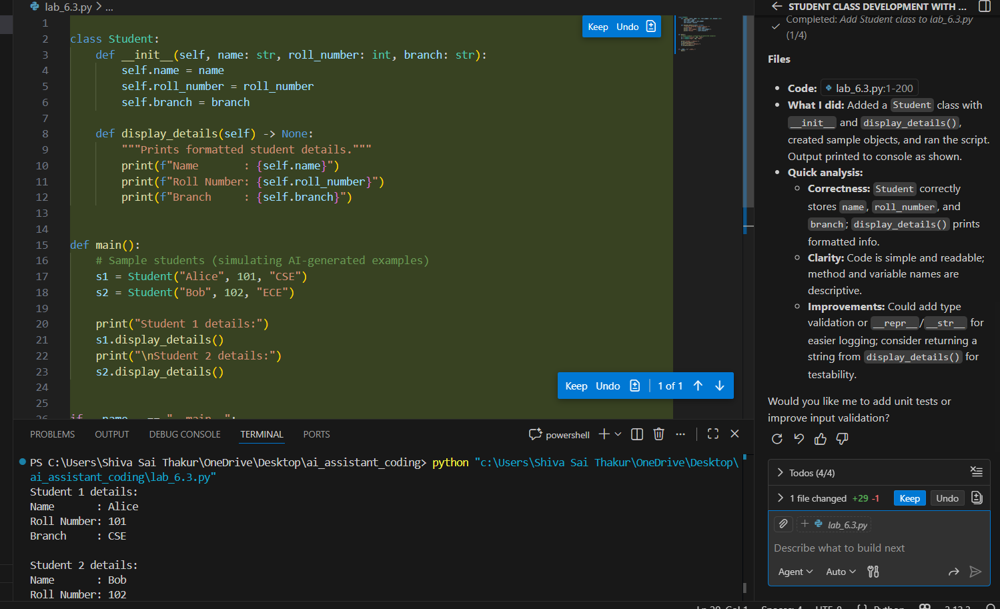 lab_6.3.py > ...
1
2 class Student:
3     def __init__(self, name: str, roll_number: int, branch: str):
4         self.name = name
5         self.roll_number = roll_number
6         self.branch = branch
7
8     def display_details(self) -> None:
9         """Prints formatted student details."""
10         print(f"Name       : {self.name}")
11         print(f"Roll Number: {self.roll_number}")
12         print(f"Branch     : {self.branch}")
13
14
15 def main():
16     # Sample students (simulating AI-generated examples)
17     s1 = Student("Alice", 101, "CSE")
18     s2 = Student("Bob", 102, "ECE")
19
20     print("Student 1 details:")
21     s1.display_details()
22     print("\nStudent 2 details:")
23     s2.display_details()
24
25
26 if __name__ == "__main__":
Keep Undo
Keep Undo 1 of 1
PROBLEMS OUTPUT DEBUG CONSOLE TERMINAL PORTS
powershell
PS C:\Users\Shiva Sai Thakur\OneDrive\Desktop\ai_assistant_coding> python "c:\Users\Shiva Sai Thakur\OneDrive\Desktop\
ai_assistant_coding\lab_6.3.py"
Student 1 details:
Name       : Alice
Roll Number: 101
Branch     : CSE

Student 2 details:
Name       : Bob
Roll Number: 102
STUDENT CLASS DEVELOPMENT WITH ...
Completed: Add Student class to lab_6.3.py
(1/4)
Files
• Code: lab_6.3.py:1-200
• What I did: Added a Student class with
__init__ and display_details(),
created sample objects, and ran the script.
Output printed to console as shown.
• Quick analysis:
Correctness: Student correctly
stores name, roll_number, and
branch; display_details() prints
formatted info.
Clarity: Code is simple and readable;
method and variable names are
descriptive.
Improvements: Could add type
validation or __repr__/__str__ for
easier logging; consider returning a
string from display_details() for
testability.
Would you like me to add unit tests or
improve input validation?
Todos (4/4)
1 file changed +29 -1 Keep Undo
lab_6.3.py
Describe what to build next
Agent Auto